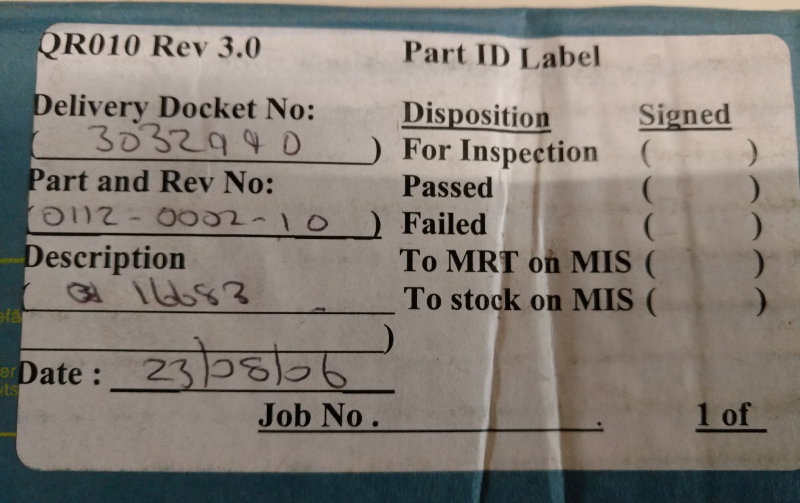 QR010 Rev 3.0 Part ID Label
Delivery Docket No: Disposition Signed
( 3032940 ) For Inspection ( )
Part and Rev No: Passed ( )
(0112-0002-10 ) Failed ( )
Description To MRT on MIS ( )
( 16683 To stock on MIS ( )
)
Date : 23/08/06
Job No . . 1 of